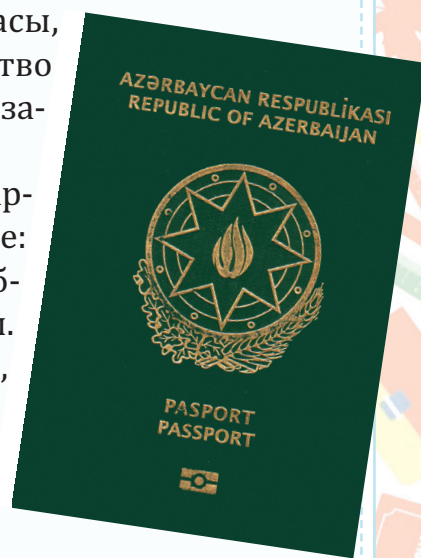 асы,
тво
за-
р-
е:
б-
AZƏRBAYCAN RESPUBLİKASI
REPUBLIC OF AZERBAIJAN
PASPORT
PASSPORT